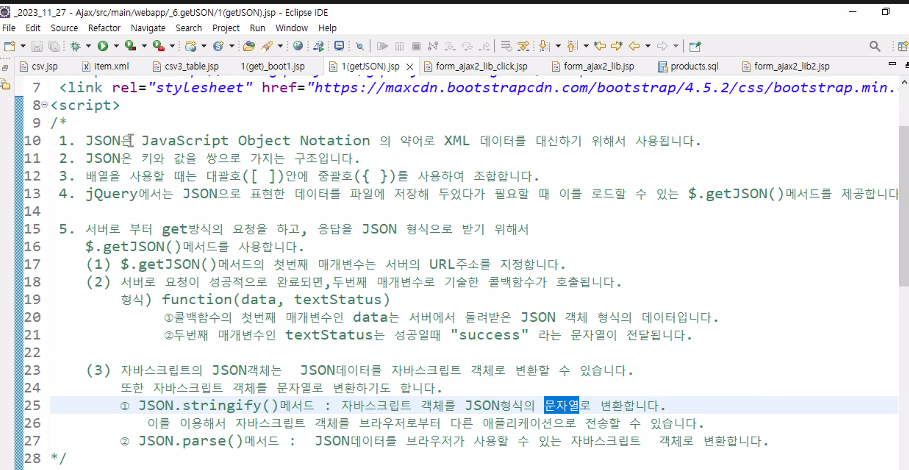 _2023_11_27 - Ajax/src/main/webapp/_6.getJSON/1(getJSON).jsp - Eclipse IDE
File Edit Source Refactor Navigate Search Project Run Window Help
csv.jsp item.xml cs3_table.jsp 1(get)_boot1.jsp 1(getJSON).jsp form_ajax2_lib_click.jsp form_ajax2_lib.jsp products.sql form_ajax2_lib2.jsp
7 <link rel="stylesheet" href="https://maxcdn.bootstrapcdn.com/bootstrap/4.5.2/css/bootstrap.min.
8 <script>
9 /*
10 1. JSON은 JavaScript Object Notation 의 약어로 XML 데이터를 대신하기 위해서 사용됩니다.
11 2. JSON은 키와 값을 쌍으로 가지는 구조입니다.
12 3. 배열을 사용할 때는 대괄호([ ])안에 중괄호({ })를 사용하여 조합합니다.
13 4. jQuery에서는 JSON으로 표현한 데이터를 파일에 저장해 두었다가 필요할 때 이를 로드할 수 있는 $.getJSON()메서드를 제공합니다
14
15 5. 서버로 부터 get방식의 요청을 하고, 응답을 JSON 형식으로 받기 위해서
16 $.getJSON()메서드를 사용합니다.
17 (1) $.getJSON()메서드의 첫번째 매개변수는 서버의 URL주소를 지정합니다.
18 (2) 서버로 요청이 성공적으로 완료되면,두번째 매개변수로 기술한 콜백함수가 호출됩니다.
19 형식) function(data, textStatus)
20 ①콜백함수의 첫번째 매개변수인 data는 서버에서 돌려받은 JSON 객체 형식의 데이터입니다.
21 ②두번째 매개변수인 textStatus는 성공일때 "success" 라는 문자열이 전달됩니다.
22
23 (3) 자바스크립트의 JSON객체는 JSON데이터를 자바스크립트 객체로 변환할 수 있습니다.
24 또한 자바스크립트 객체를 문자열로 변환하기도 합니다.
25 ① JSON.stringify()메서드 : 자바스크립트 객체를 JSON형식의 문자열로 변환합니다.
26 이를 이용해서 자바스크립트 객체를 브라우저로부터 다른 애플리케이션으로 전송할 수 있습니다.
27 ② JSON.parse()메서드 : JSON데이터를 브라우저가 사용할 수 있는 자바스크립트 객체로 변환합니다.
28 */